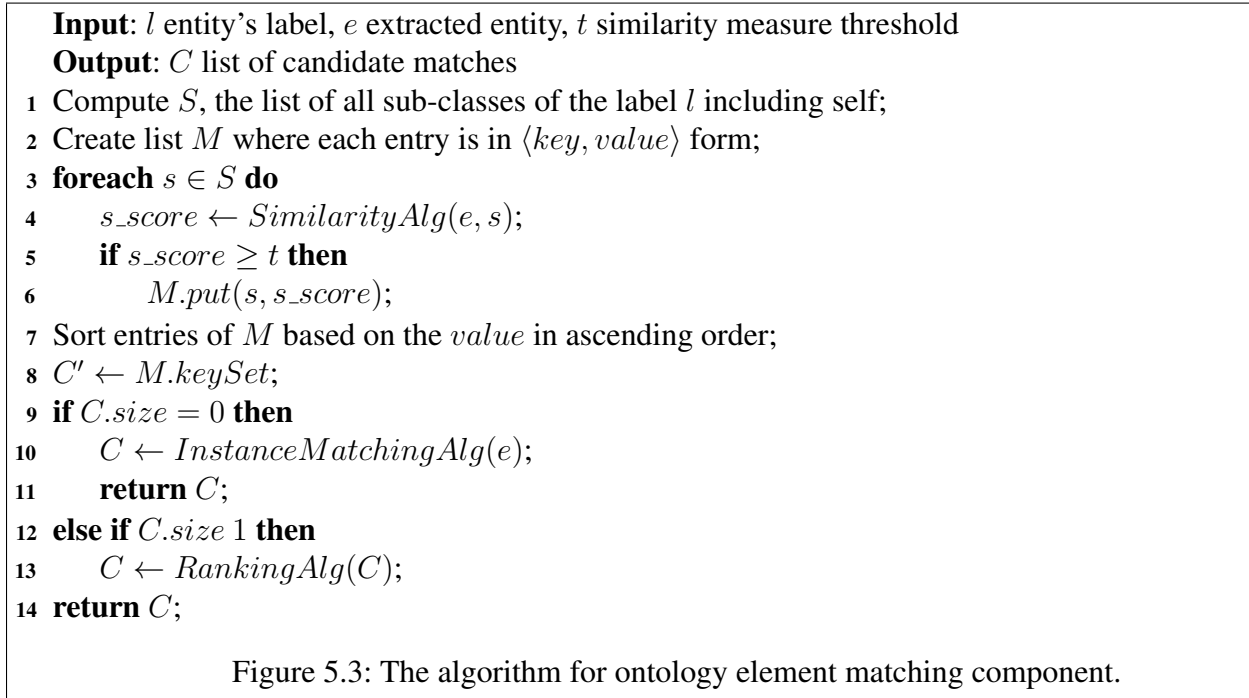 Input: l entity's label, e extracted entity, t similarity measure threshold
Output: C list of candidate matches
1 Compute S, the list of all sub-classes of the label l including self;
2 Create list M where each entry is in ⟨key, value⟩ form;
3 foreach s ∈ S do
4 s_score ← SimilarityAlg(e, s);
5 if s_score ≥ t then
6 M.put(s, s_score);
7 Sort entries of M based on the value in ascending order;
8 C′ ← M.keySet;
9 if C.size = 0 then
10 C ← InstanceMatchingAlg(e);
11 return C;
12 else if C.size 1 then
13 C ← RankingAlg(C);
14 return C;
Figure 5.3: The algorithm for ontology element matching component.